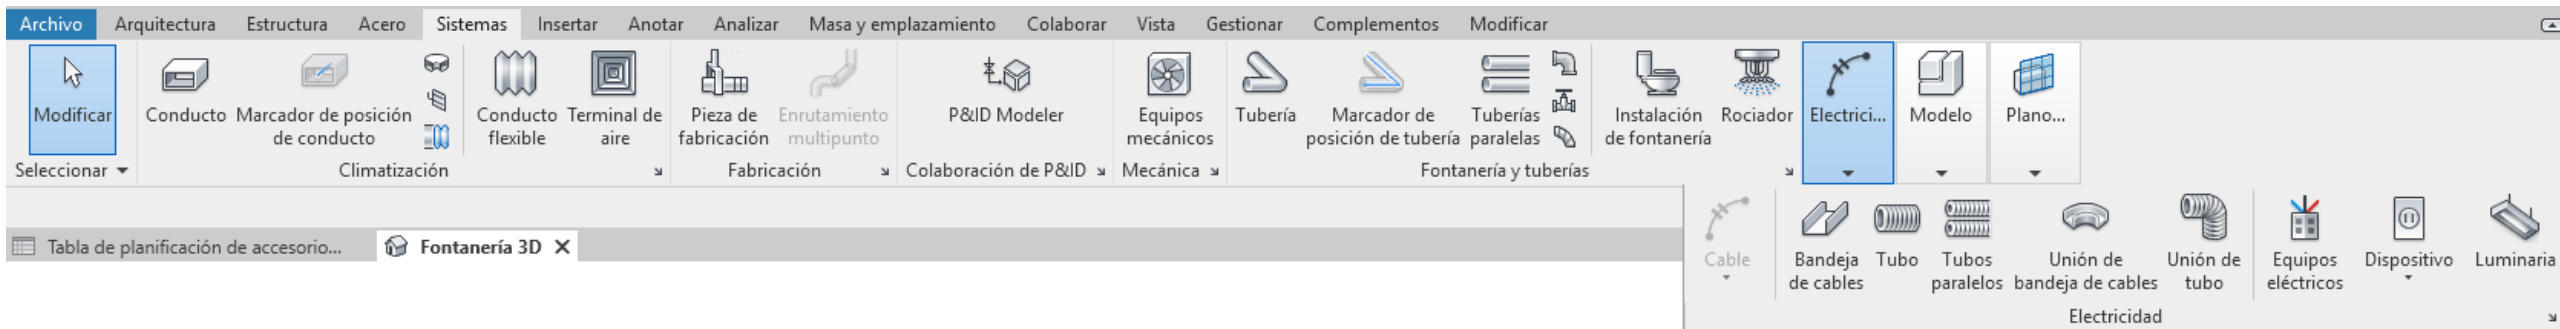 Archivo Arquitectura Estructura Acero Sistemas Insertar Anotar Analizar Masa y emplazamiento Colaborar Vista Gestionar Complementos Modificar
Modificar
Conducto
Marcador de posición
de conducto
Conducto
flexible
Terminal de
aire
Pieza de
fabricación
Enrutamiento
multipunto
P&ID Modeler
Equipos
mecánicos
Tubería
Marcador de
posición de tubería
Tuberías
paralelas
Instalación
de fontanería
Rociador
Electrici...
Modelo
Plano...
Seleccionar
Climatización
Fabricación
Colaboración de P&ID
Mecánica
Fontanería y tuberías
Tabla de planificación de accesorio...
Fontanería 3D
Cable
Bandeja
de cables
Tubo
Tubos
paralelos
Unión de
bandeja de cables
Unión de
tubo
Equipos
eléctricos
Dispositivo
Luminaria
Electricidad